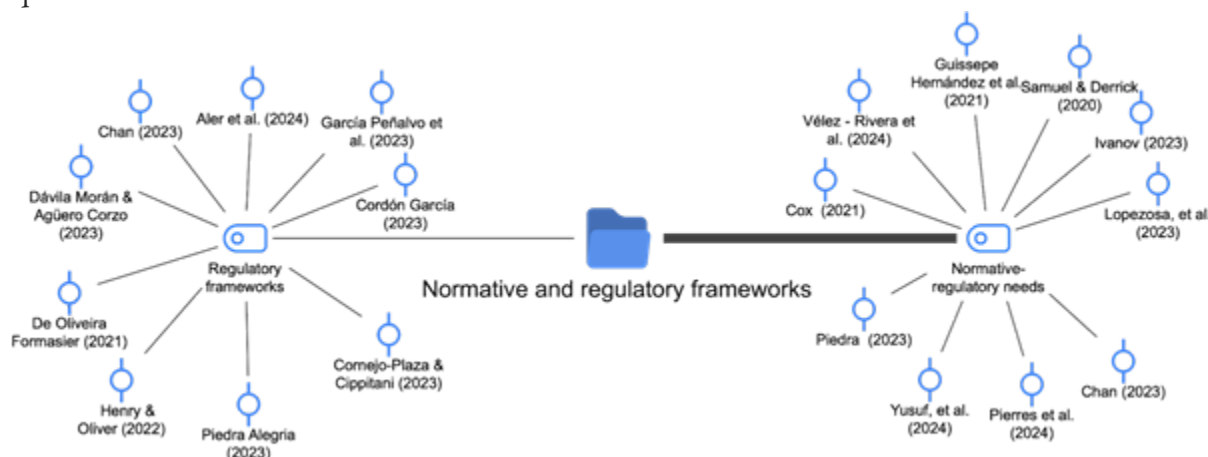 Chan (2023)
Aler et al. (2024)
García Peñalvo et
al. (2023)
Dávila Morán &
Agüero Corzo
(2023)
Cordón García
(2023)
Regulatory
frameworks
De Oliveira
Formasier (2021)
Henry &
Oliver (2022)
Piedra Alegria
(2023)
Cornejo-Plaza &
Cippitani (2023)
Normative and regulatory frameworks
Guissepe
Hernández et al.
(2021)
Samuel & Derrick
(2020)
Vélez - Rivera et
al. (2024)
Ivanov (2023)
Cox (2021)
Lopezosa, et al
(2023)
Normative-
regulatory needs
Piedra (2023)
Yusuf, et al.
(2024)
Pierres et al.
(2024)
Chan (2023)